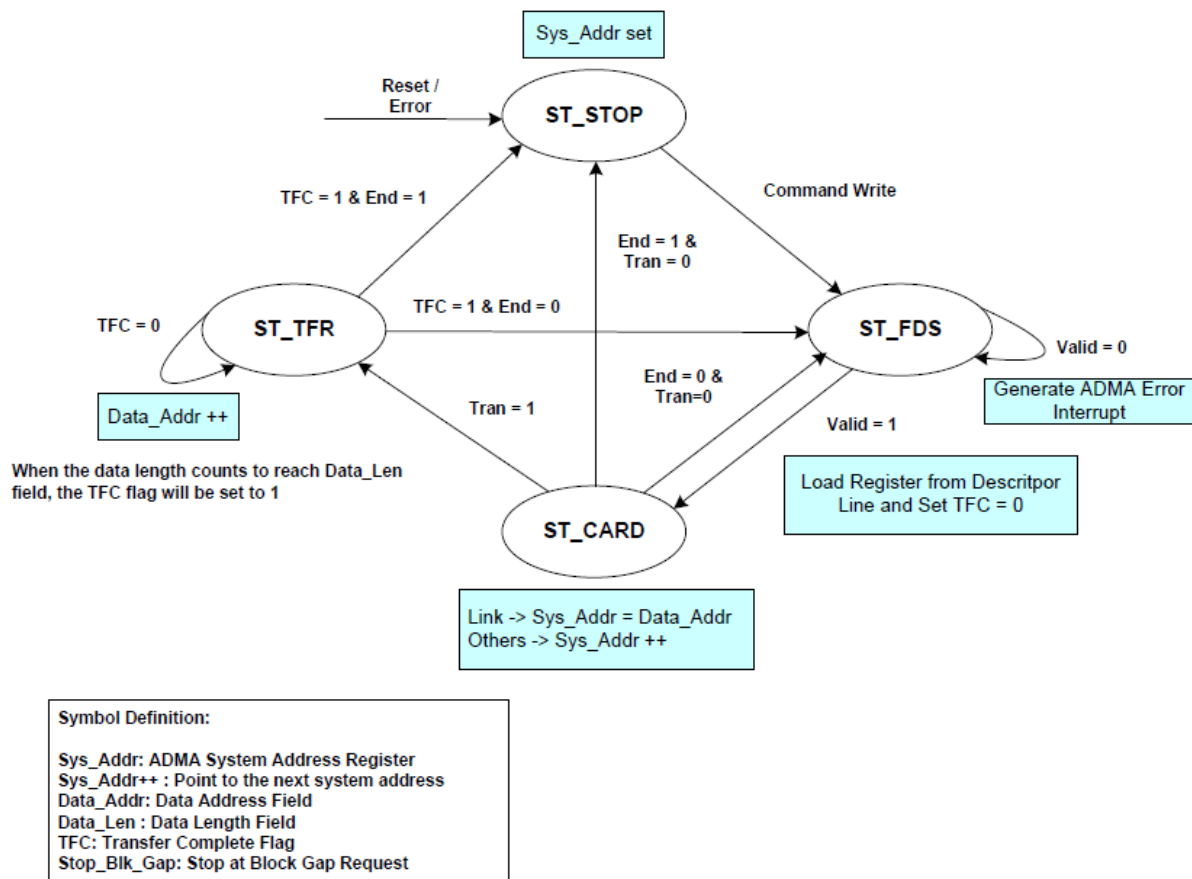 Sys_Addr set
Reset /
Error
ST_STOP
TFC = 1 & End = 1
Command Write
End = 1 &
Tran = 0
TFC = 0
ST_TFR
TFC = 1 & End = 0
ST_FDS
Valid = 0
Data_Addr ++
Tran = 1
End = 0 &
Tran=0
Generate ADMA Error
Interrupt
Valid = 1
When the data length counts to reach Data_Len
field, the TFC flag will be set to 1
Load Register from Descritpor
Line and Set TFC = 0
ST_CARD
Link -> Sys_Addr = Data_Addr
Others -> Sys_Addr ++
Symbol Definition:
Sys_Addr: ADMA System Address Register
Sys_Addr++ : Point to the next system address
Data_Addr: Data Address Field
Data_Len : Data Length Field
TFC: Transfer Complete Flag
Stop_Blk_Gap: Stop at Block Gap Request